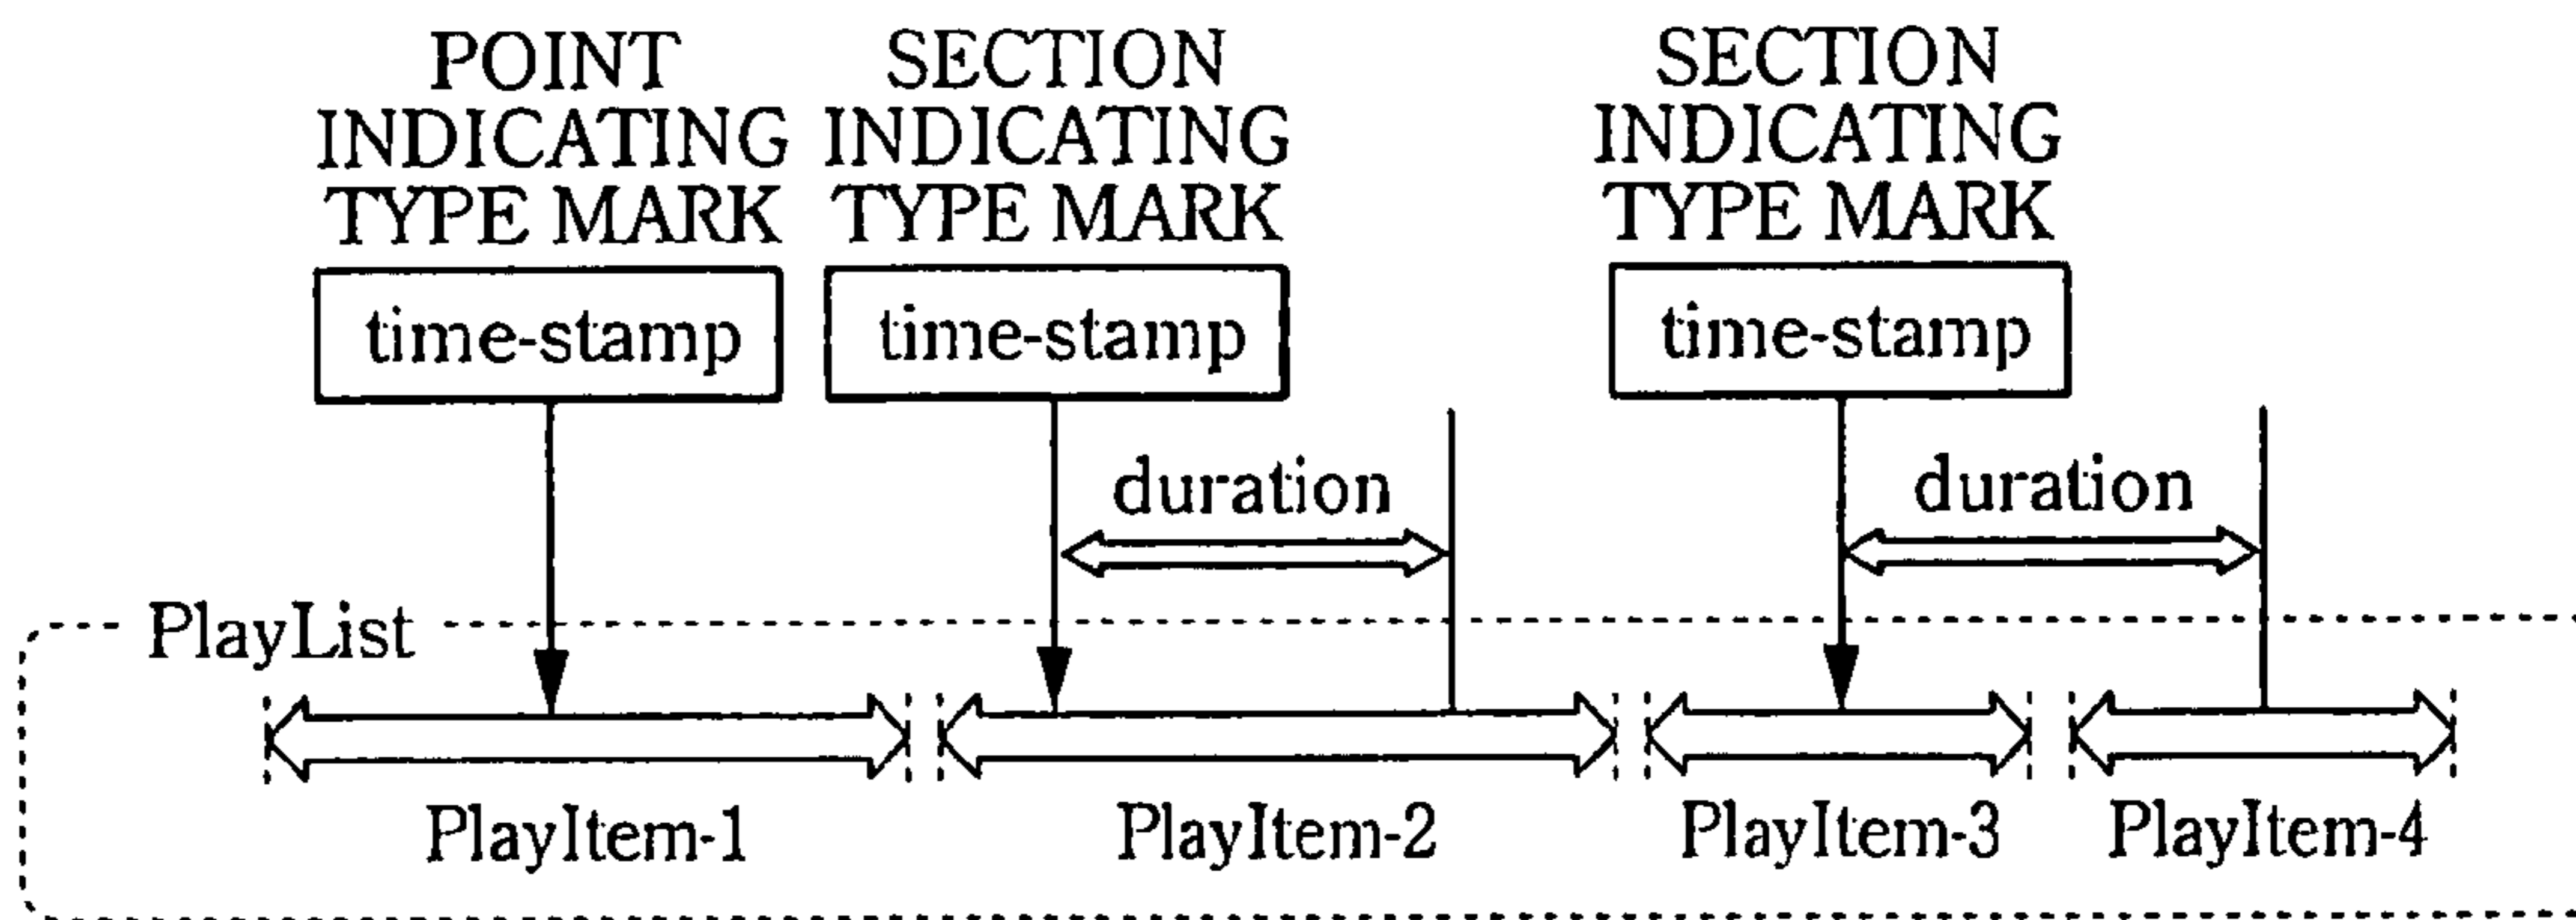 POINT
INDICATING
TYPE MARK
SECTION
INDICATING
TYPE MARK
SECTION
INDICATING
TYPE MARK
time-stamp
time-stamp
time-stamp
duration
duration
PlayList
PlayItem-1
PlayItem-2
PlayItem-3
PlayItem-4